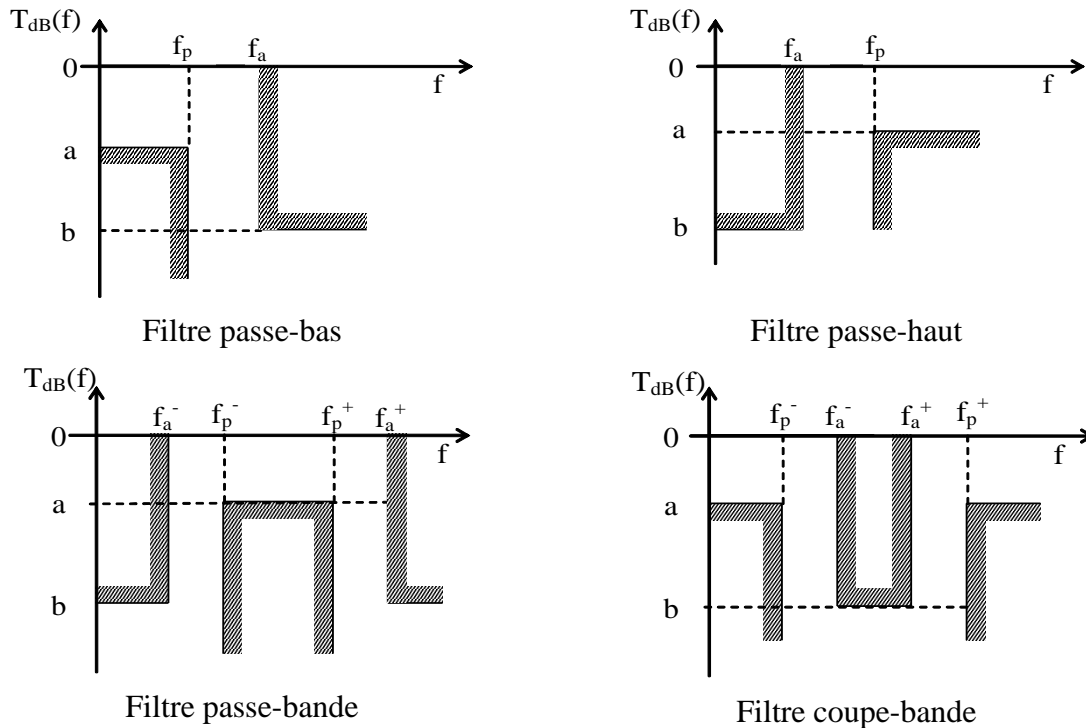 T_dB(f)
f_p f_a
0
f
a
b
Filtre passe-bas
T_dB(f)
f_a f_p
0
f
a
b
Filtre passe-haut
T_dB(f)
f_a^- f_p^- f_p^+ f_a^+
0
f
a
b
Filtre passe-bande
T_dB(f)
f_p^- f_a^- f_a^+ f_p^+
0
f
a
b
Filtre coupe-bande